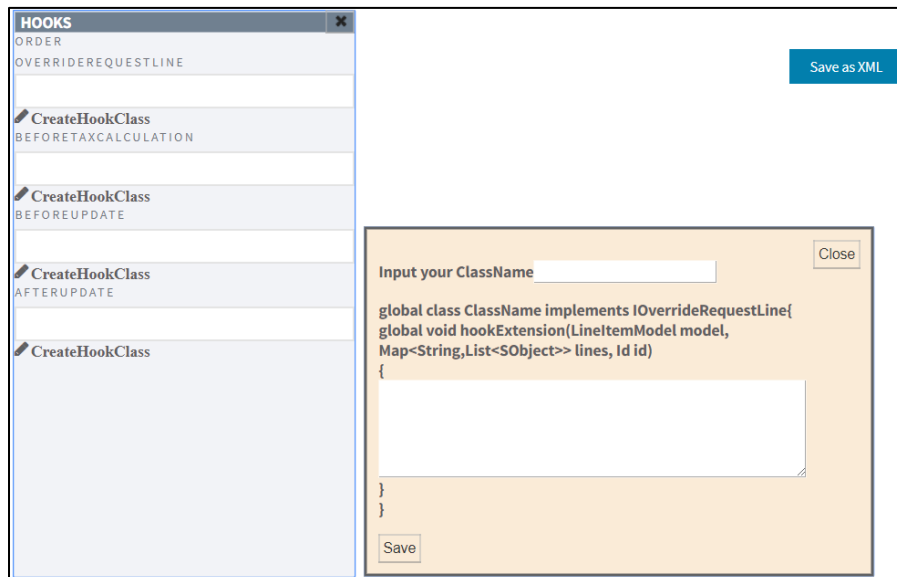 HOOKS
ORDER
OVERRIDEREQUESTLINE
CreateHookClass
BEFORETAXCALCULATION
CreateHookClass
BEFOREUPDATE
CreateHookClass
AFTERUPDATE
CreateHookClass
Save as XML
Close
Input your ClassName
global class ClassName implements IOverrideRequestLine{
global void hookExtension(LineItemModel model,
Map<String,List<SObject>> lines, Id id)
{
}
}
Save